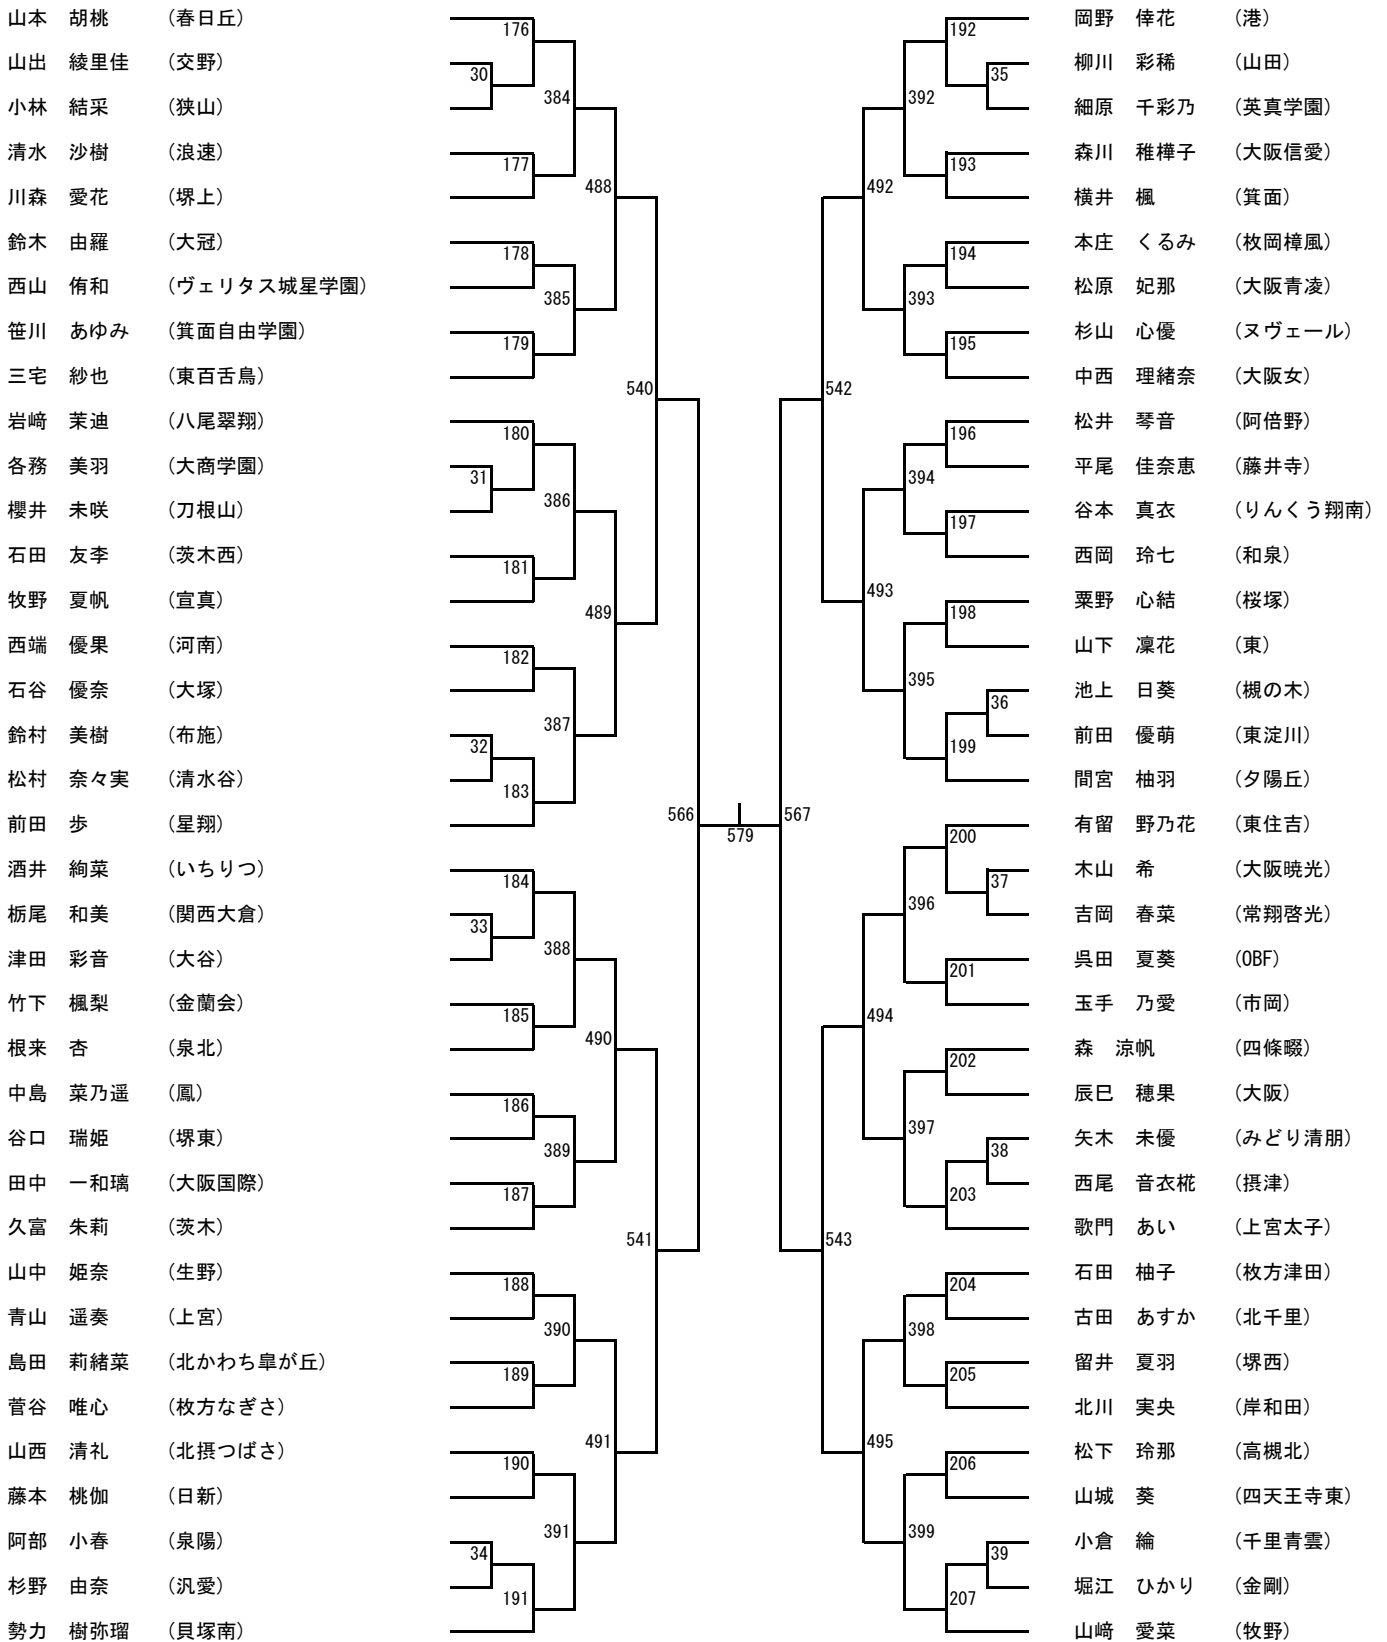 山本　胡桃　（春日丘）
山出　綾里佳　（交野）
小林　結采　（狭山）
清水　沙樹　（浪速）
川森　愛花　（堺上）
鈴木　由羅　（大冠）
西山　侑和　（ヴェリタス城星学園）
笹川　あゆみ　（箕面自由学園）
三宅　紗也　（東百舌鳥）
岩﨑　茉迪　（八尾翠翔）
各務　美羽　（大商学園）
櫻井　未咲　（刀根山）
石田　友李　（茨木西）
牧野　夏帆　（宣真）
西端　優果　（河南）
石谷　優奈　（大塚）
鈴村　美樹　（布施）
松村　奈々実　（清水谷）
前田　歩　（星翔）
酒井　絢菜　（いちりつ）
栃尾　和美　（関西大倉）
津田　彩音　（大谷）
竹下　楓梨　（金蘭会）
根来　杏　（泉北）
中島　菜乃遥　（鳳）
谷口　瑞姫　（堺東）
田中　一和璃　（大阪国際）
久富　朱莉　（茨木）
山中　姫奈　（生野）
青山　遥奏　（上宮）
島田　莉緒菜　（北かわち皐が丘）
菅谷　唯心　（枚方なぎさ）
山西　清礼　（北摂つばさ）
藤本　桃伽　（日新）
阿部　小春　（泉陽）
杉野　由奈　（汎愛）
勢力　樹弥瑠　（貝塚南）
30
31
32
33
34
176
177
178
179
180
181
182
183
184
185
186
187
188
189
190
191
384
385
386
387
388
389
390
391
488
489
490
491
540
541
566
579
567
542
543
492
493
494
495
392
393
394
395
396
397
398
399
192
193
194
195
196
197
198
199
200
201
202
203
204
205
206
207
35
36
37
38
39
岡野　倖花　（港）
柳川　彩稀　（山田）
細原　千彩乃　（英真学園）
森川　稚樺子　（大阪信愛）
横井　楓　（箕面）
本庄　くるみ　（枚岡樟風）
松原　妃那　（大阪青凌）
杉山　心優　（ヌヴェール）
中西　理緒奈　（大阪女）
松井　琴音　（阿倍野）
平尾　佳奈恵　（藤井寺）
谷本　真衣　（りんくう翔南）
西岡　玲七　（和泉）
粟野　心結　（桜塚）
山下　凜花　（東）
池上　日葵　（槻の木）
前田　優萌　（東淀川）
間宮　柚羽　（夕陽丘）
有留　野乃花　（東住吉）
木山　希　（大阪暁光）
吉岡　春菜　（常翔啓光）
呉田　夏葵　（OBF）
玉手　乃愛　（市岡）
森　涼帆　（四條畷）
辰巳　穂果　（大阪）
矢木　未優　（みどり清朋）
西尾　音衣椛　（摂津）
歌門　あい　（上宮太子）
石田　柚子　（枚方津田）
古田　あすか　（北千里）
留井　夏羽　（堺西）
北川　実央　（岸和田）
松下　玲那　（高槻北）
山城　葵　（四天王寺東）
小倉　綸　（千里青雲）
堀江　ひかり　（金剛）
山﨑　愛菜　（牧野）